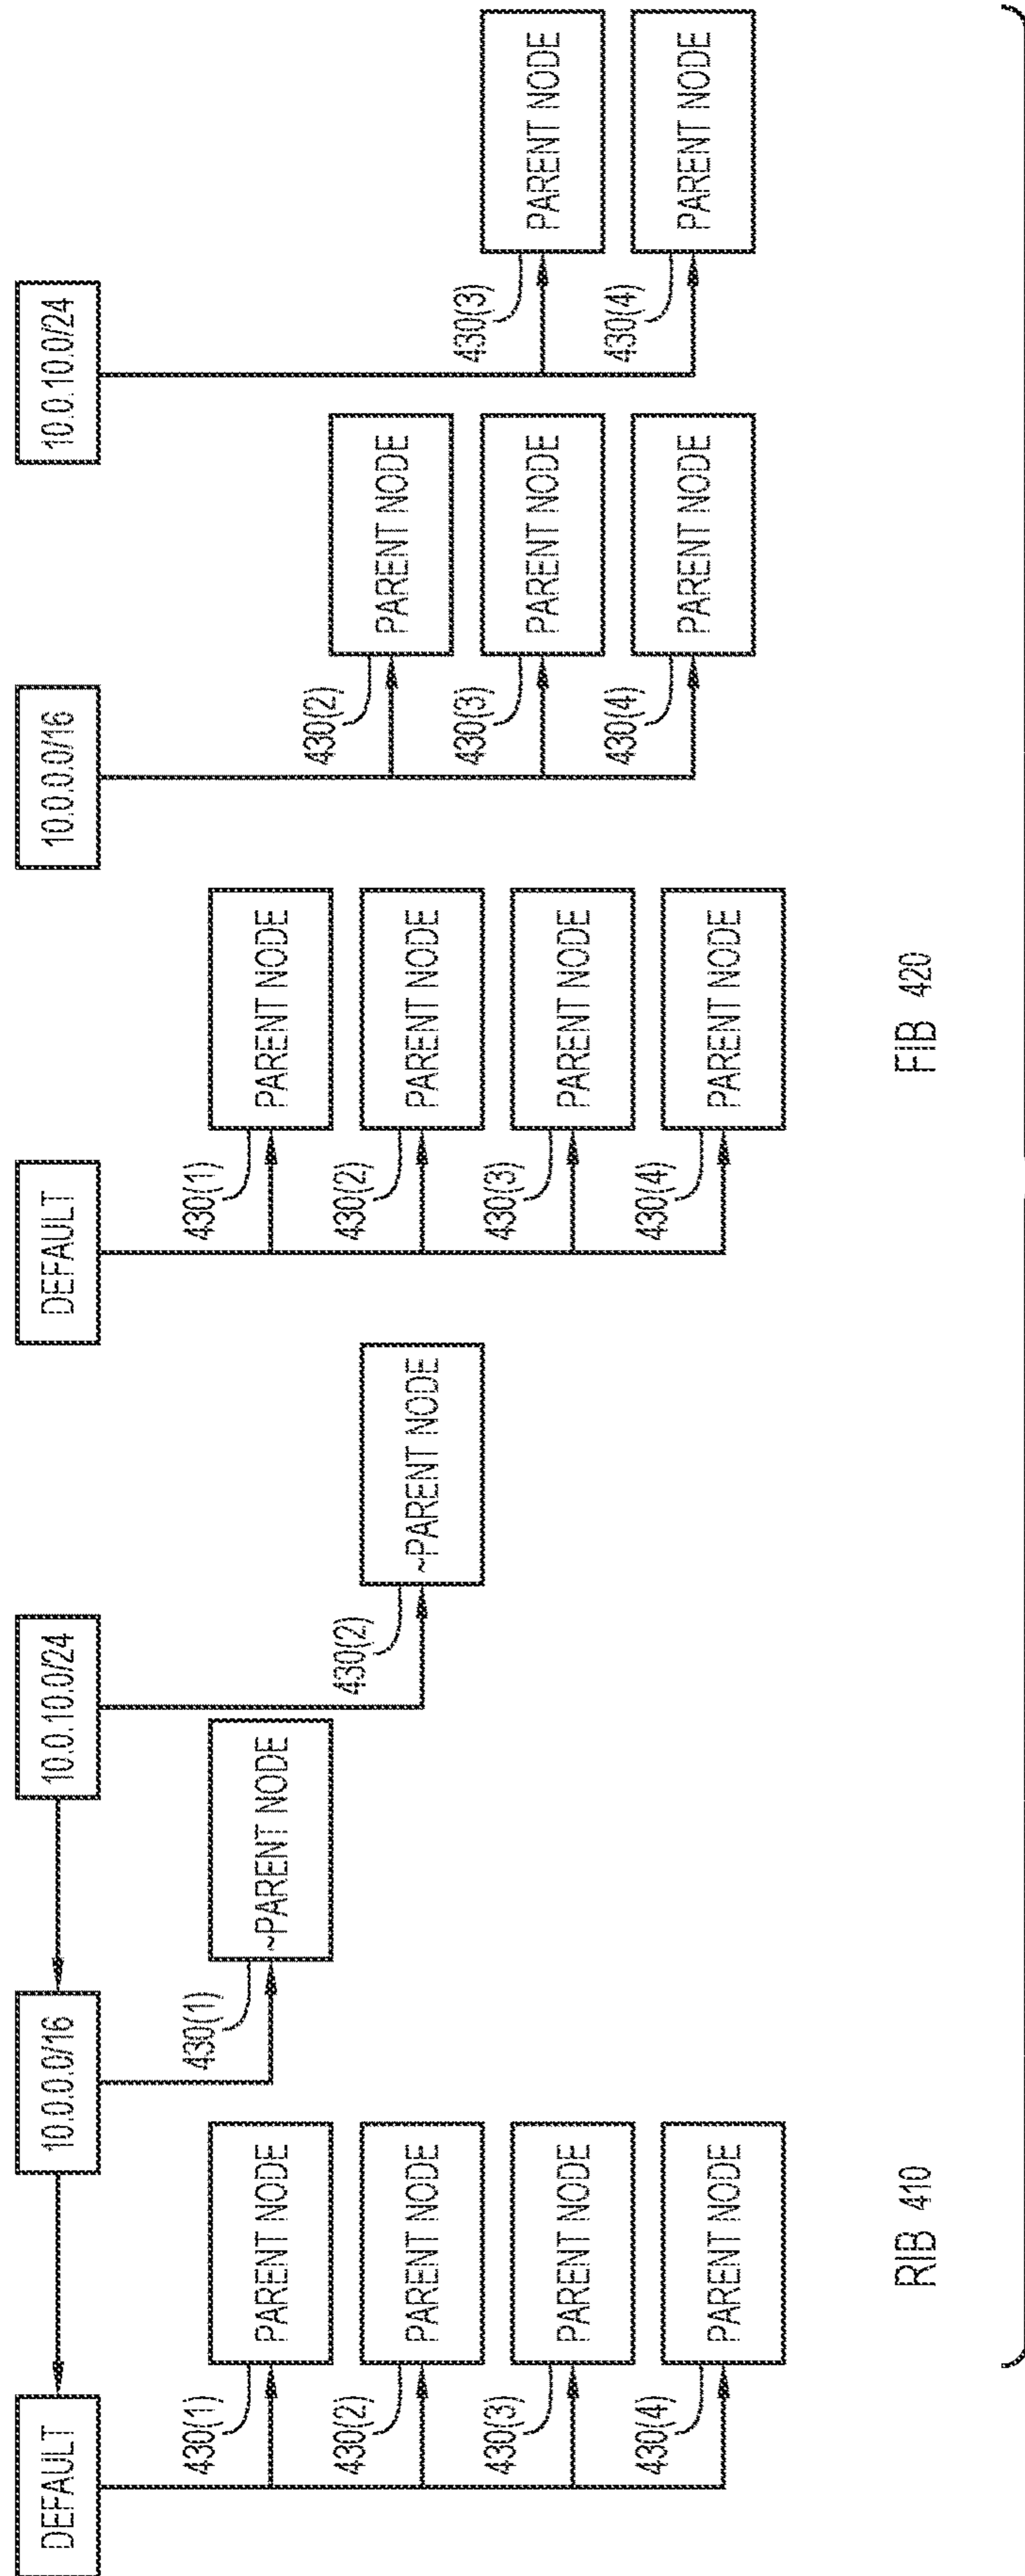 DEFAULT
10.0.0.0/16
10.0.10.0/24
430(1)
PARENT NODE
430(2)
PARENT NODE
430(3)
PARENT NODE
430(4)
PARENT NODE
430(1)
~PARENT NODE
430(2)
~PARENT NODE
RIB 410
DEFAULT
10.0.0.0/16
10.0.10.0/24
430(1)
PARENT NODE
430(2)
PARENT NODE
430(3)
PARENT NODE
430(4)
PARENT NODE
430(2)
PARENT NODE
430(3)
PARENT NODE
430(4)
PARENT NODE
430(3)
PARENT NODE
430(4)
PARENT NODE
FIB 420